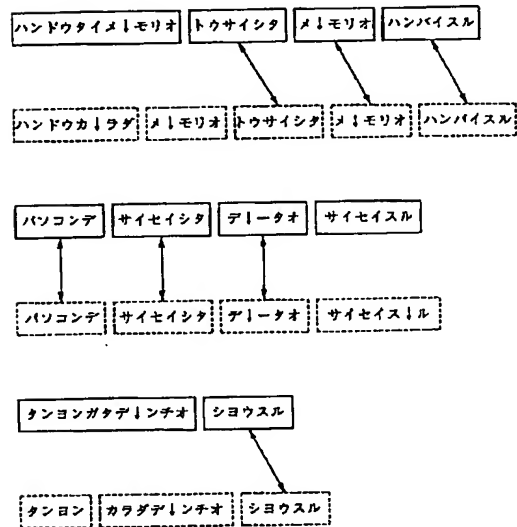 ハンドウタイメ↓モリオ トウサイシタ メ↓モリオ ハンバイスル
ハンドウカ↓ラダ メ↓モリオ トウサイシタ メ↓モリオ ハンバイスル
パソコンデ サイセイシタ デ↓ータオ サイセイスル
パソコンデ サイセイシタ デ↓ータオ サイセイス↓ル
タンヨンガタデ↓ンチオ シヨウスル
タンヨン カラダデ↓ンチオ シヨウスル